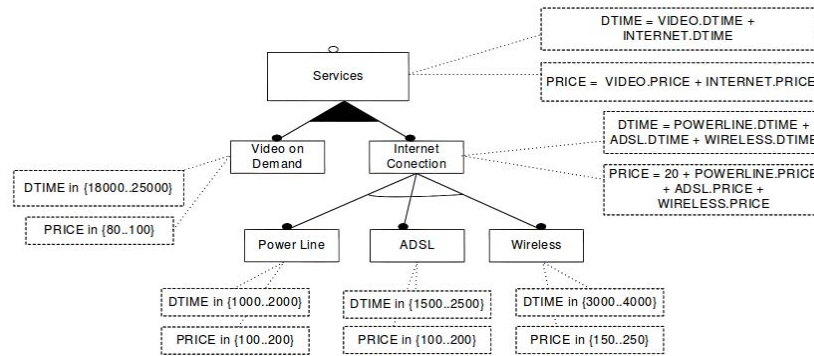 DTIME = VIDEO.DTIME +
INTERNET.DTIME
Services
PRICE = VIDEO.PRICE + INTERNET.PRICE
DTIME = POWERLINE.DTIME +
ADSL.DTIME + WIRELESS.DTIME
Video on
Demand
Internet
Conection
DTIME in {18000..25000}
PRICE = 20 + POWERLINE.PRICE
+ ADSL.PRICE +
WIRELESS.PRICE
PRICE in {80..100}
Power Line
ADSL
Wireless
DTIME in {1000..2000}
DTIME in {1500..2500}
DTIME in {3000..4000}
PRICE in {100..200}
PRICE in {100..200}
PRICE in {150..250}